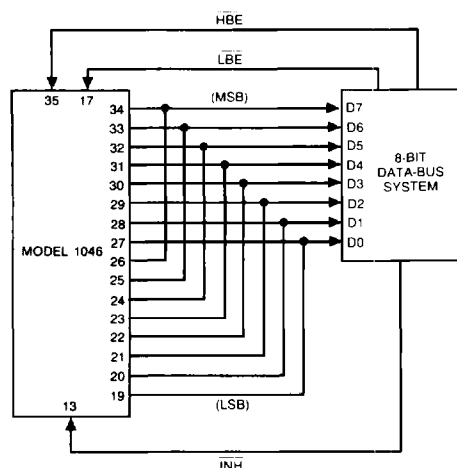 HBE
LBE
35 17
34 (MSB) D7
33 D6
32 D5
31 D4
30 D3
29 D2
28 D1
27 D0
8-BIT
DATA-BUS
SYSTEM
MODEL 1046
26
25
24
23
22
21
20
19 (LSB)
13
INH